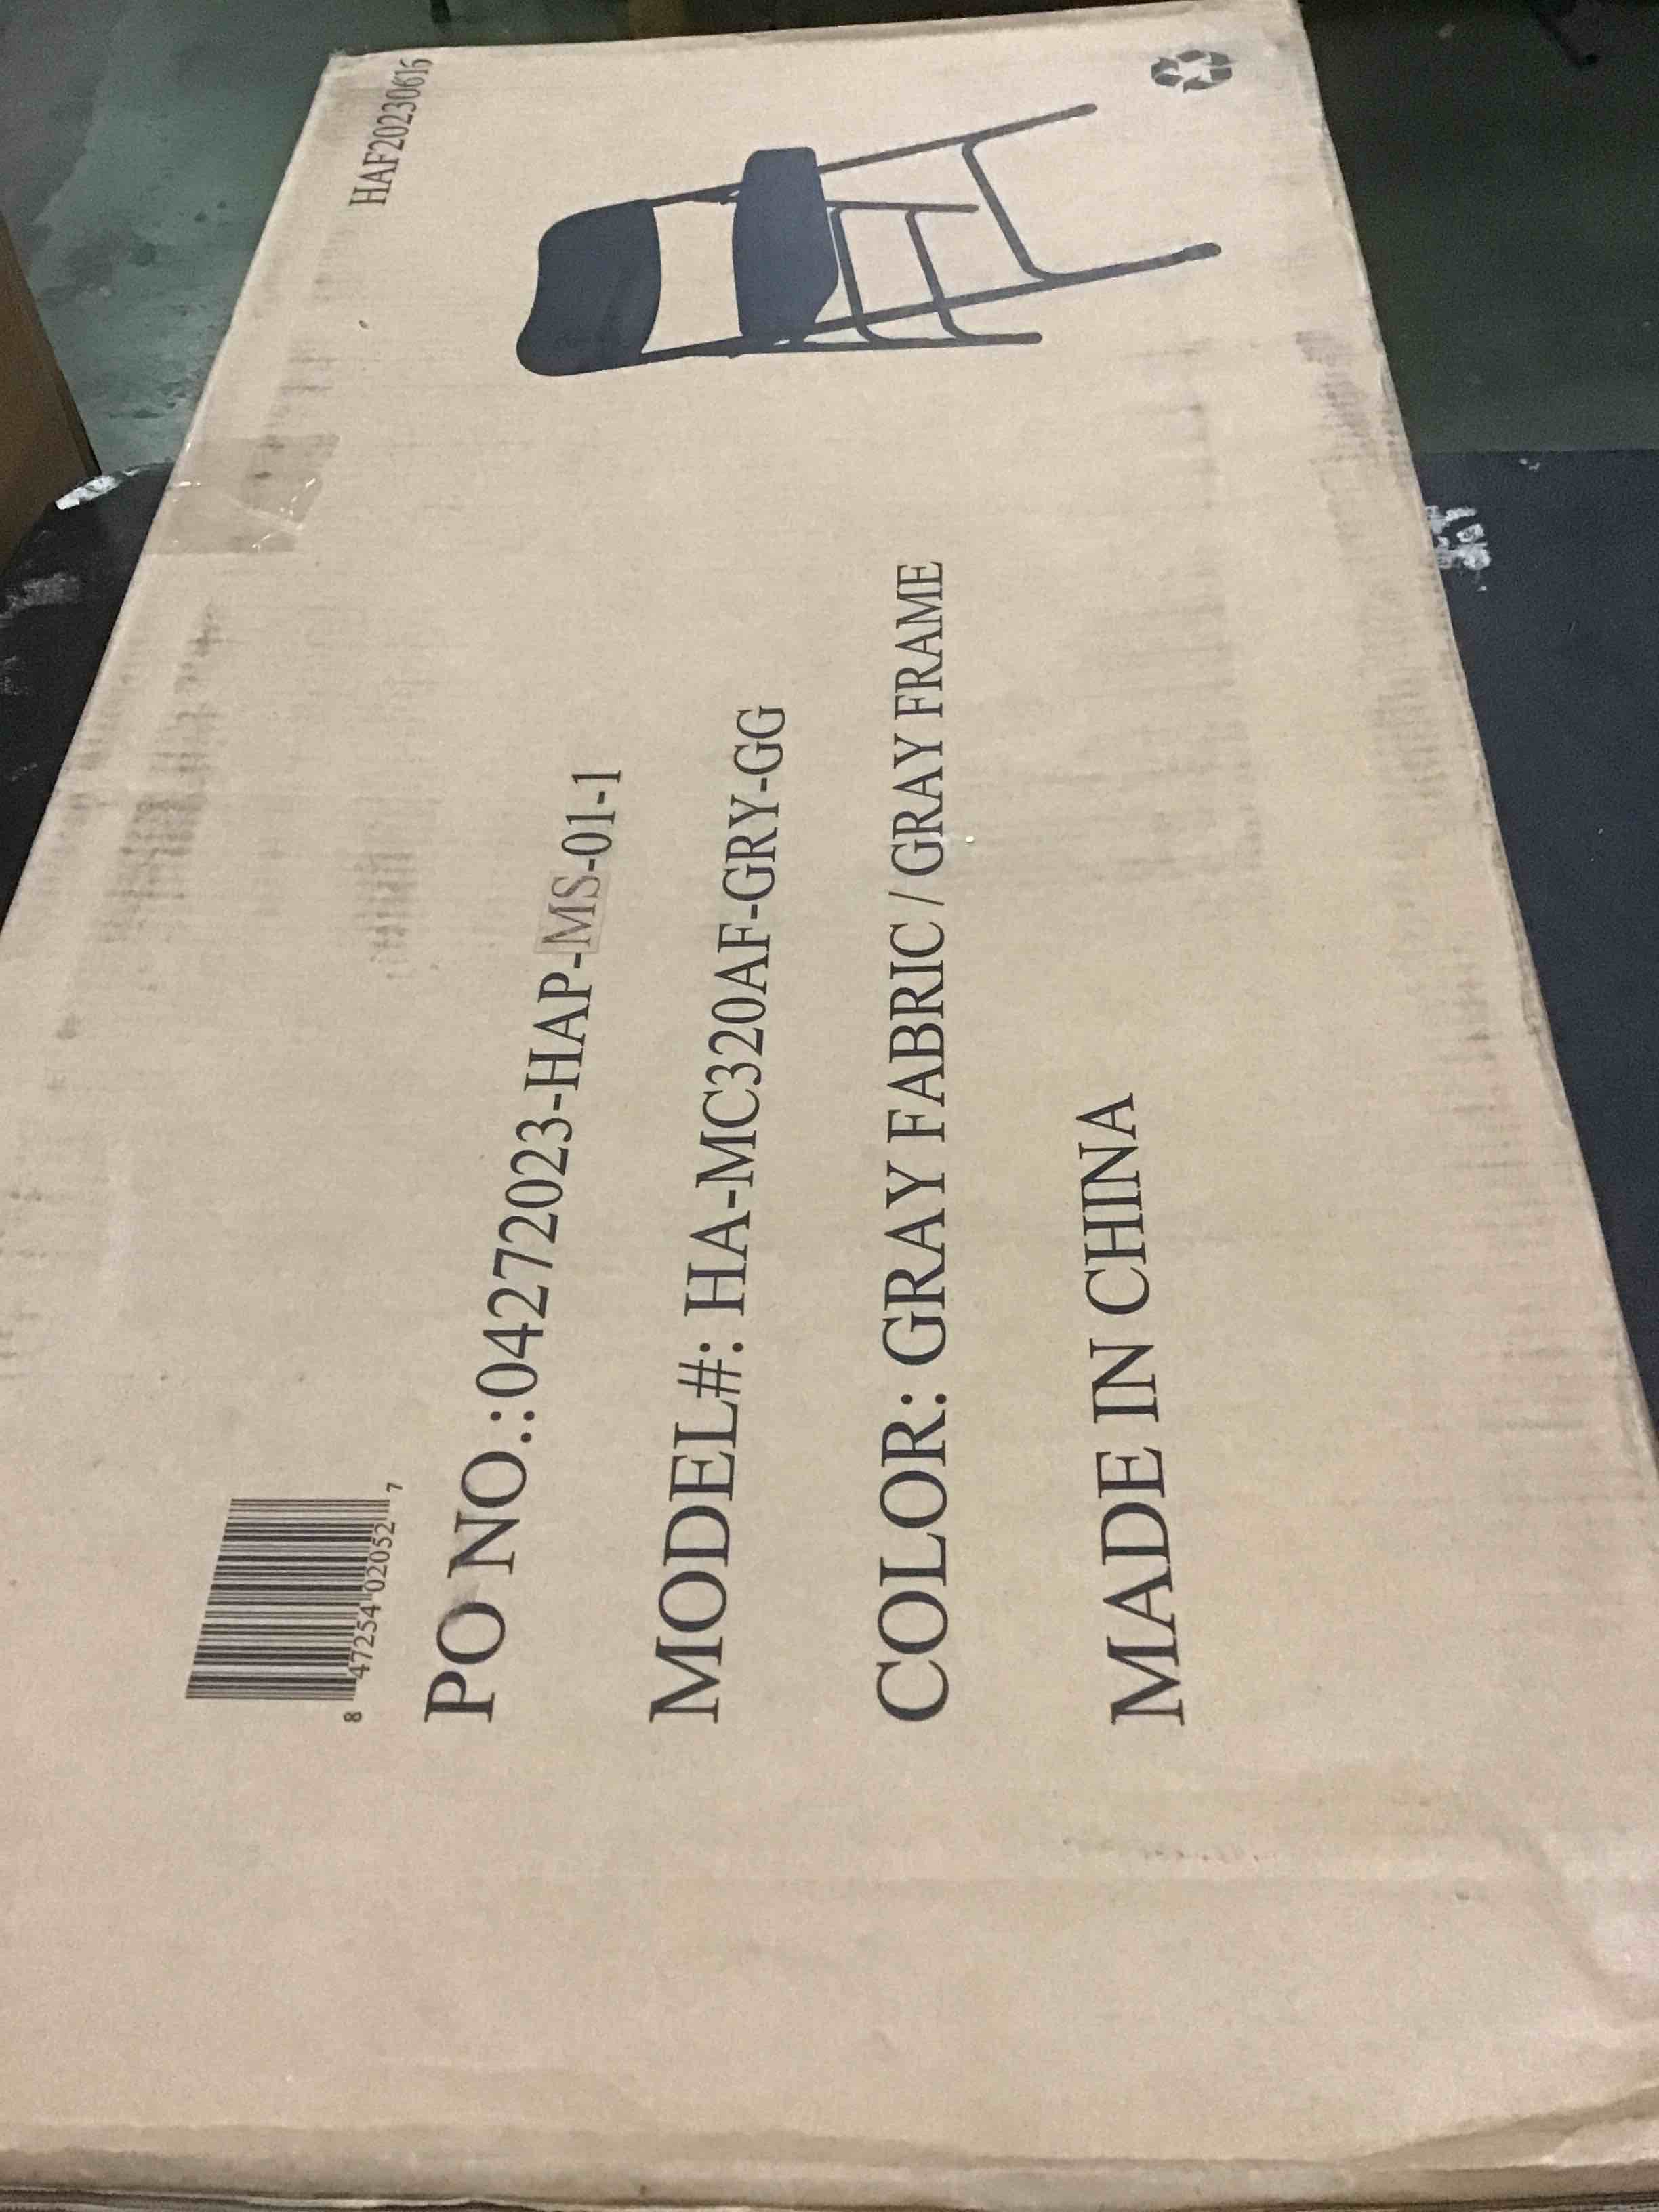 HAF20230616
8 47254 02052 7
PO NO.:04272023-HAP-MS-01-1
MODEL#: HA-MC320AF-GRY-GG
COLOR: GRAY FABRIC / GRAY FRAME
MADE IN CHINA